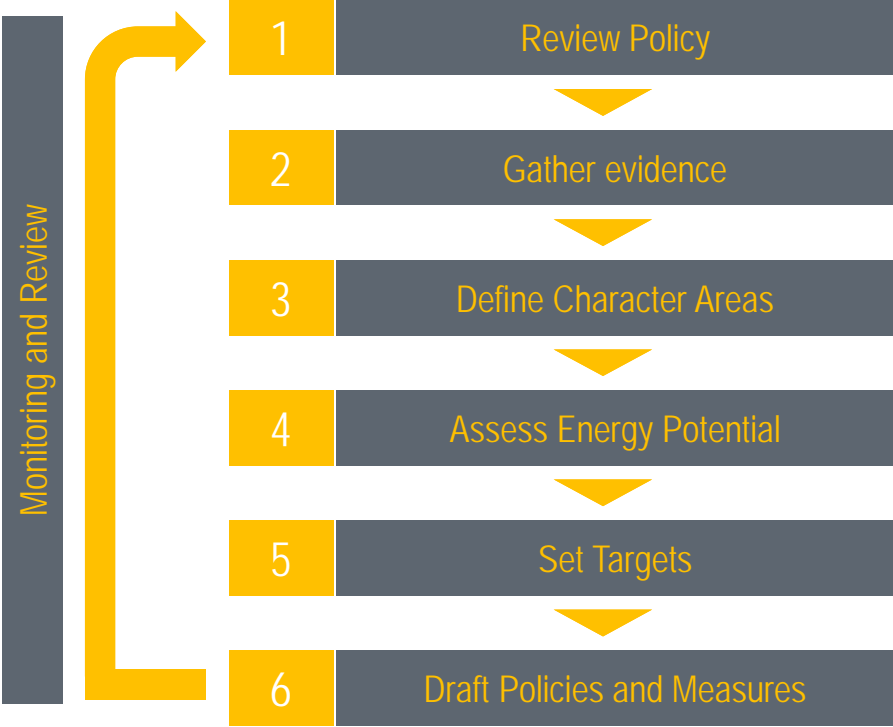 Monitoring and Review
1 Review Policy
2 Gather evidence
3 Define Character Areas
4 Assess Energy Potential
5 Set Targets
6 Draft Policies and Measures